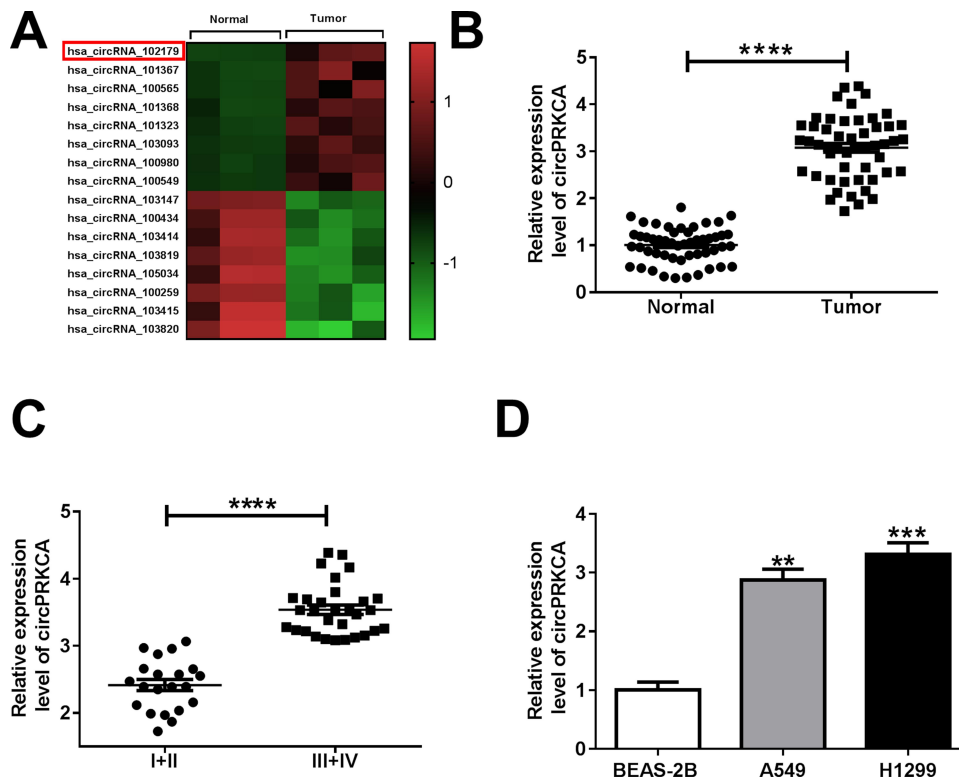 A
Normal Tumor
hsa_circRNA_102179
hsa_circRNA_101367
hsa_circRNA_100565
hsa_circRNA_101368
hsa_circRNA_101323
hsa_circRNA_103093
hsa_circRNA_100980
hsa_circRNA_100549
hsa_circRNA_103147
hsa_circRNA_100434
hsa_circRNA_103414
hsa_circRNA_103819
hsa_circRNA_105034
hsa_circRNA_100259
hsa_circRNA_103415
hsa_circRNA_103820
1
0
-1
B
Relative expression
level of circPRKCA
5
4
3
2
1
0
****
Normal Tumor
C
Relative expression
level of circPRKCA
5
4
3
2
****
I+II III+IV
D
Relative expression
level of circPRKCA
4
3
2
1
0
**
***
BEAS-2B A549 H1299